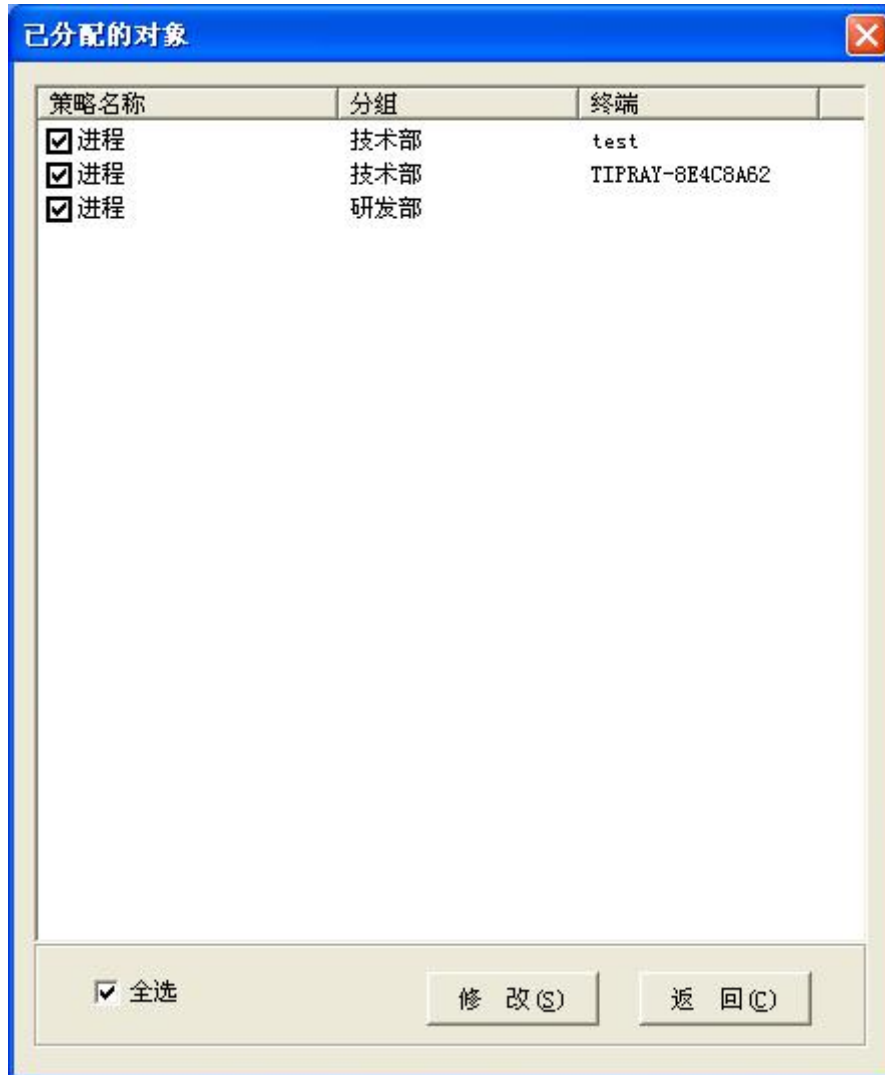 已分配的对象
策略名称 分组 终端
进程 技术部 test
进程 技术部 TIPRAY-8E4C8A62
进程 研发部
全选 修 改(S) 返 回(C)